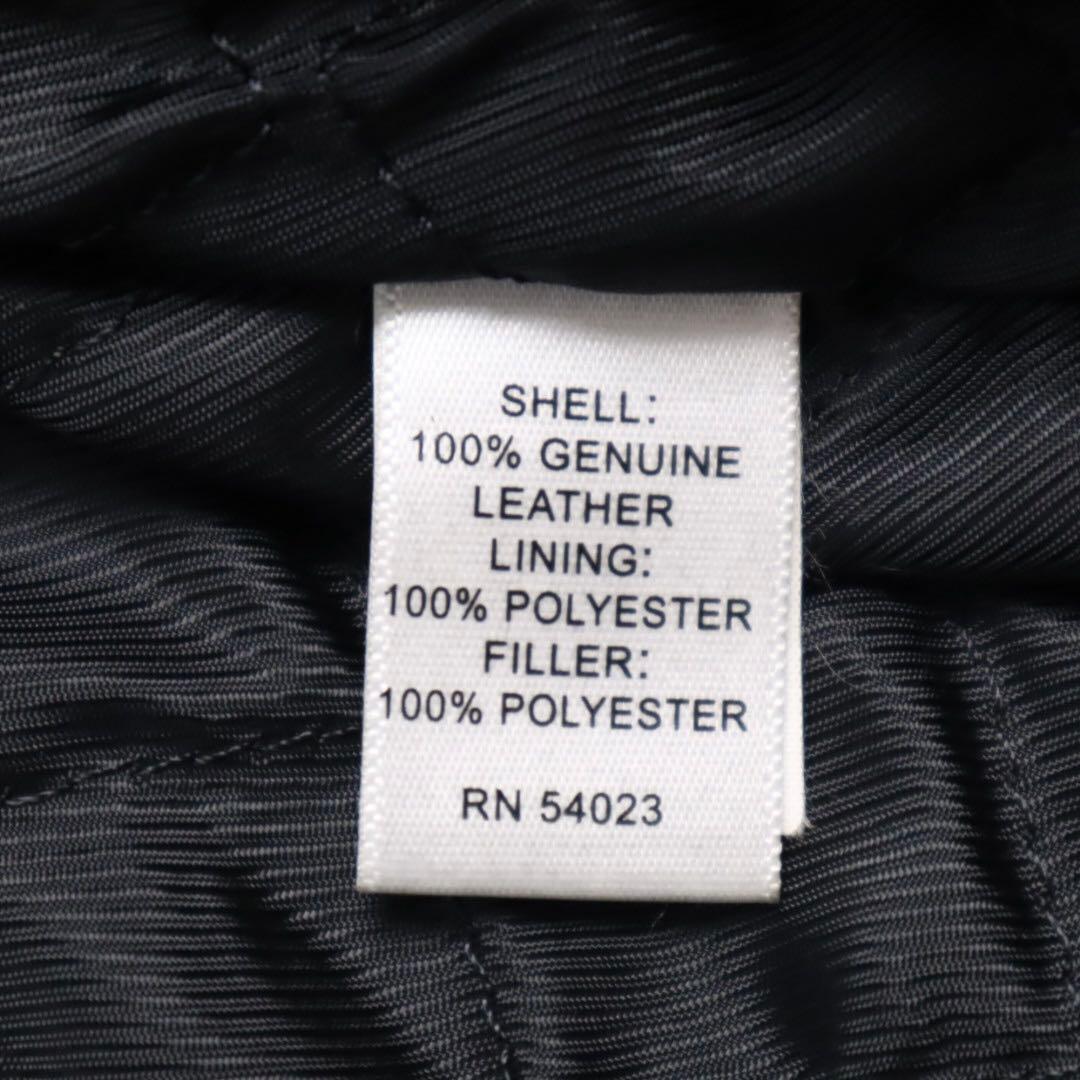 SHELL:
100% GENUINE
LEATHER
LINING:
100% POLYESTER
FILLER:
100% POLYESTER
RN 54023